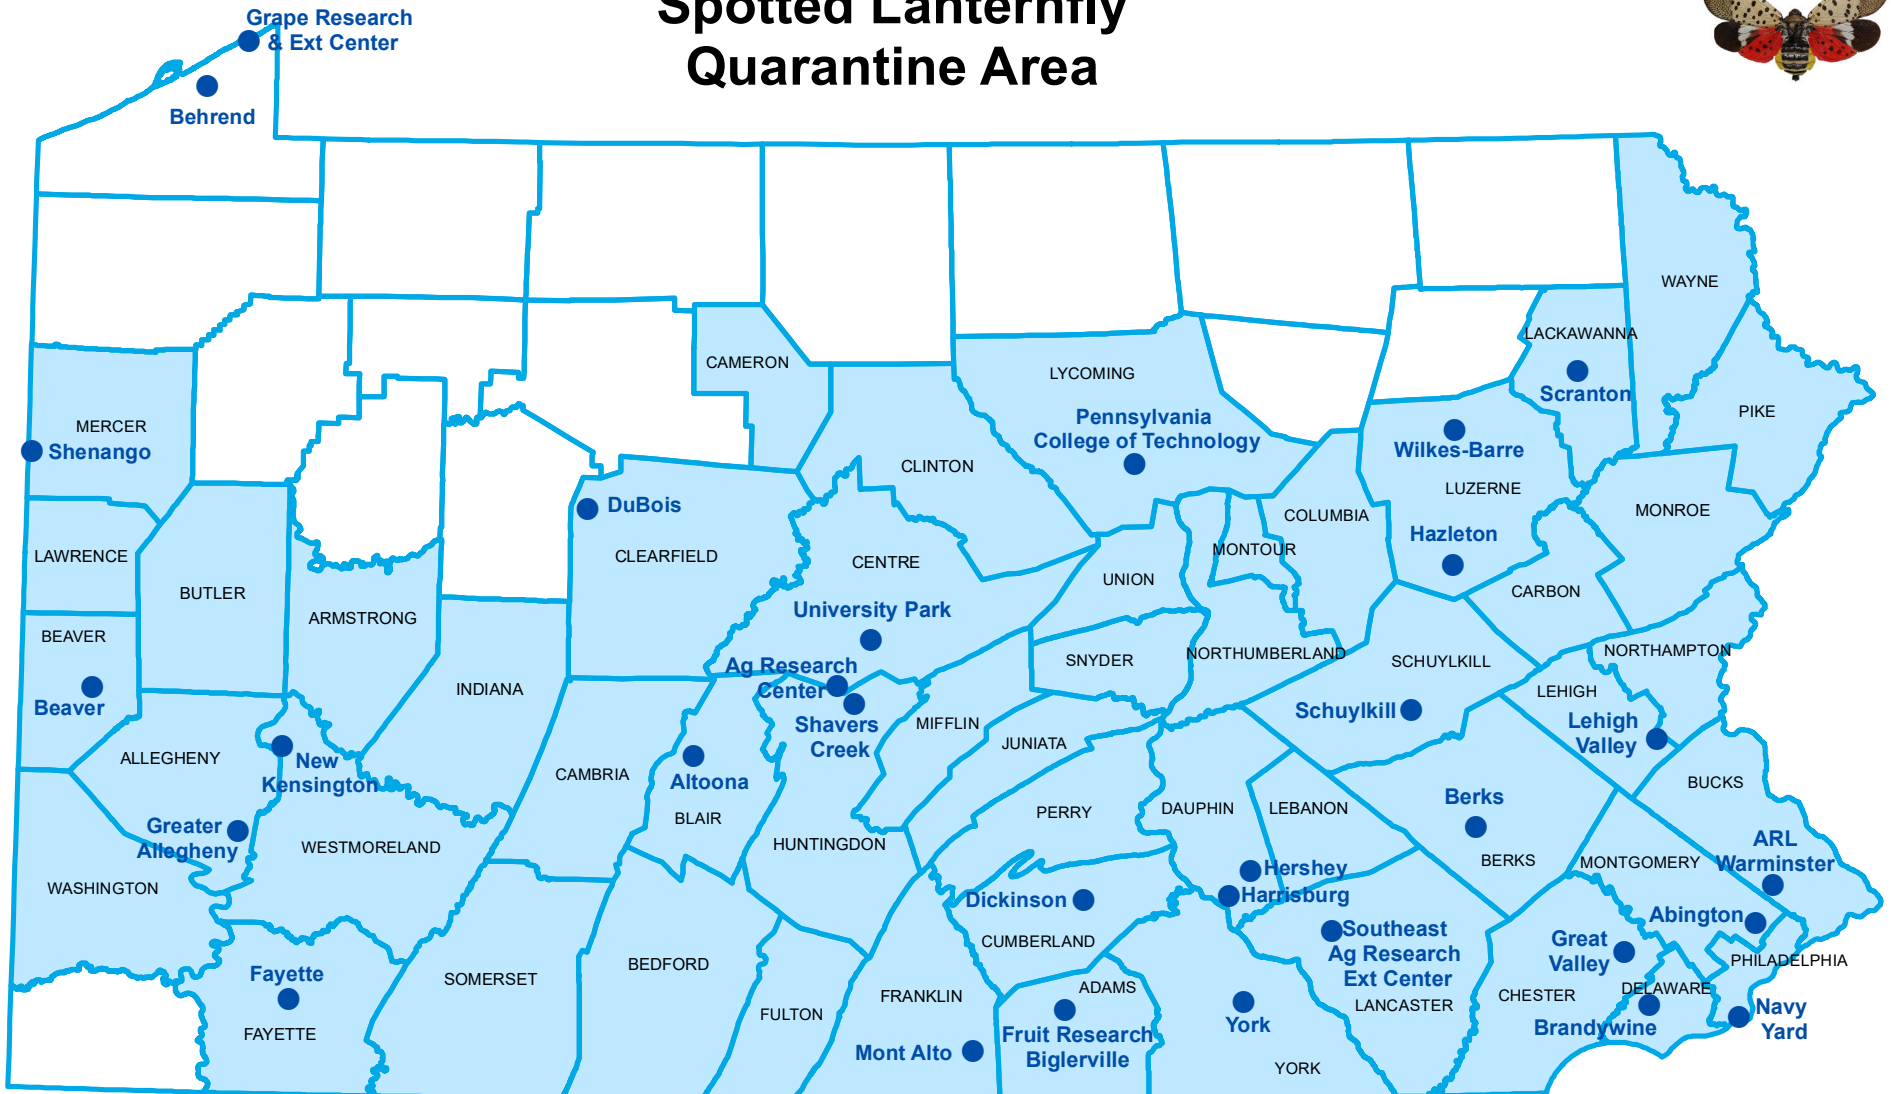 Spotted Lanternfly
Quarantine Area
Grape Research
& Ext Center
Behrend
WAYNE
LACKAWANNA
Scranton
CAMERON
LYCOMING
Pennsylvania
College of Technology
PIKE
MERCER
Shenango
Wilkes-Barre
CLINTON
LUZERNE
DuBois
MONROE
COLUMBIA
Hazleton
LAWRENCE
CLEARFIELD
CENTRE
MONTOUR
UNION
BUTLER
CARBON
ARMSTRONG
University Park
BEAVER
Beaver
SNYDER
NORTHUMBERLAND
SCHUYLKILL
NORTHAMPTON
Ag Research
Center
INDIANA
LEHIGH
Schuylkill
Shavers
Creek
MIFFLIN
Lehigh
Valley
JUNIATA
ALLEGHENY
New
Kensington
CAMBRIA
Altoona
BUCKS
Berks
PERRY
DAUPHIN
LEBANON
BLAIR
Greater
Allegheny
WESTMORELAND
HUNTINGDON
ARL
Warminster
BERKS
MONTGOMERY
Hershey
Harrisburg
WASHINGTON
Dickinson
Abington
Southeast
Ag Research
Ext Center
CUMBERLAND
Great
Valley
PHILADELPHIA
Fayette
SOMERSET
BEDFORD
FRANKLIN
ADAMS
DELAWARE
CHESTER
LANCASTER
Navy
Yard
FULTON
FAYETTE
York
Brandywine
Fruit Research
Biglerville
Mont Alto
YORK